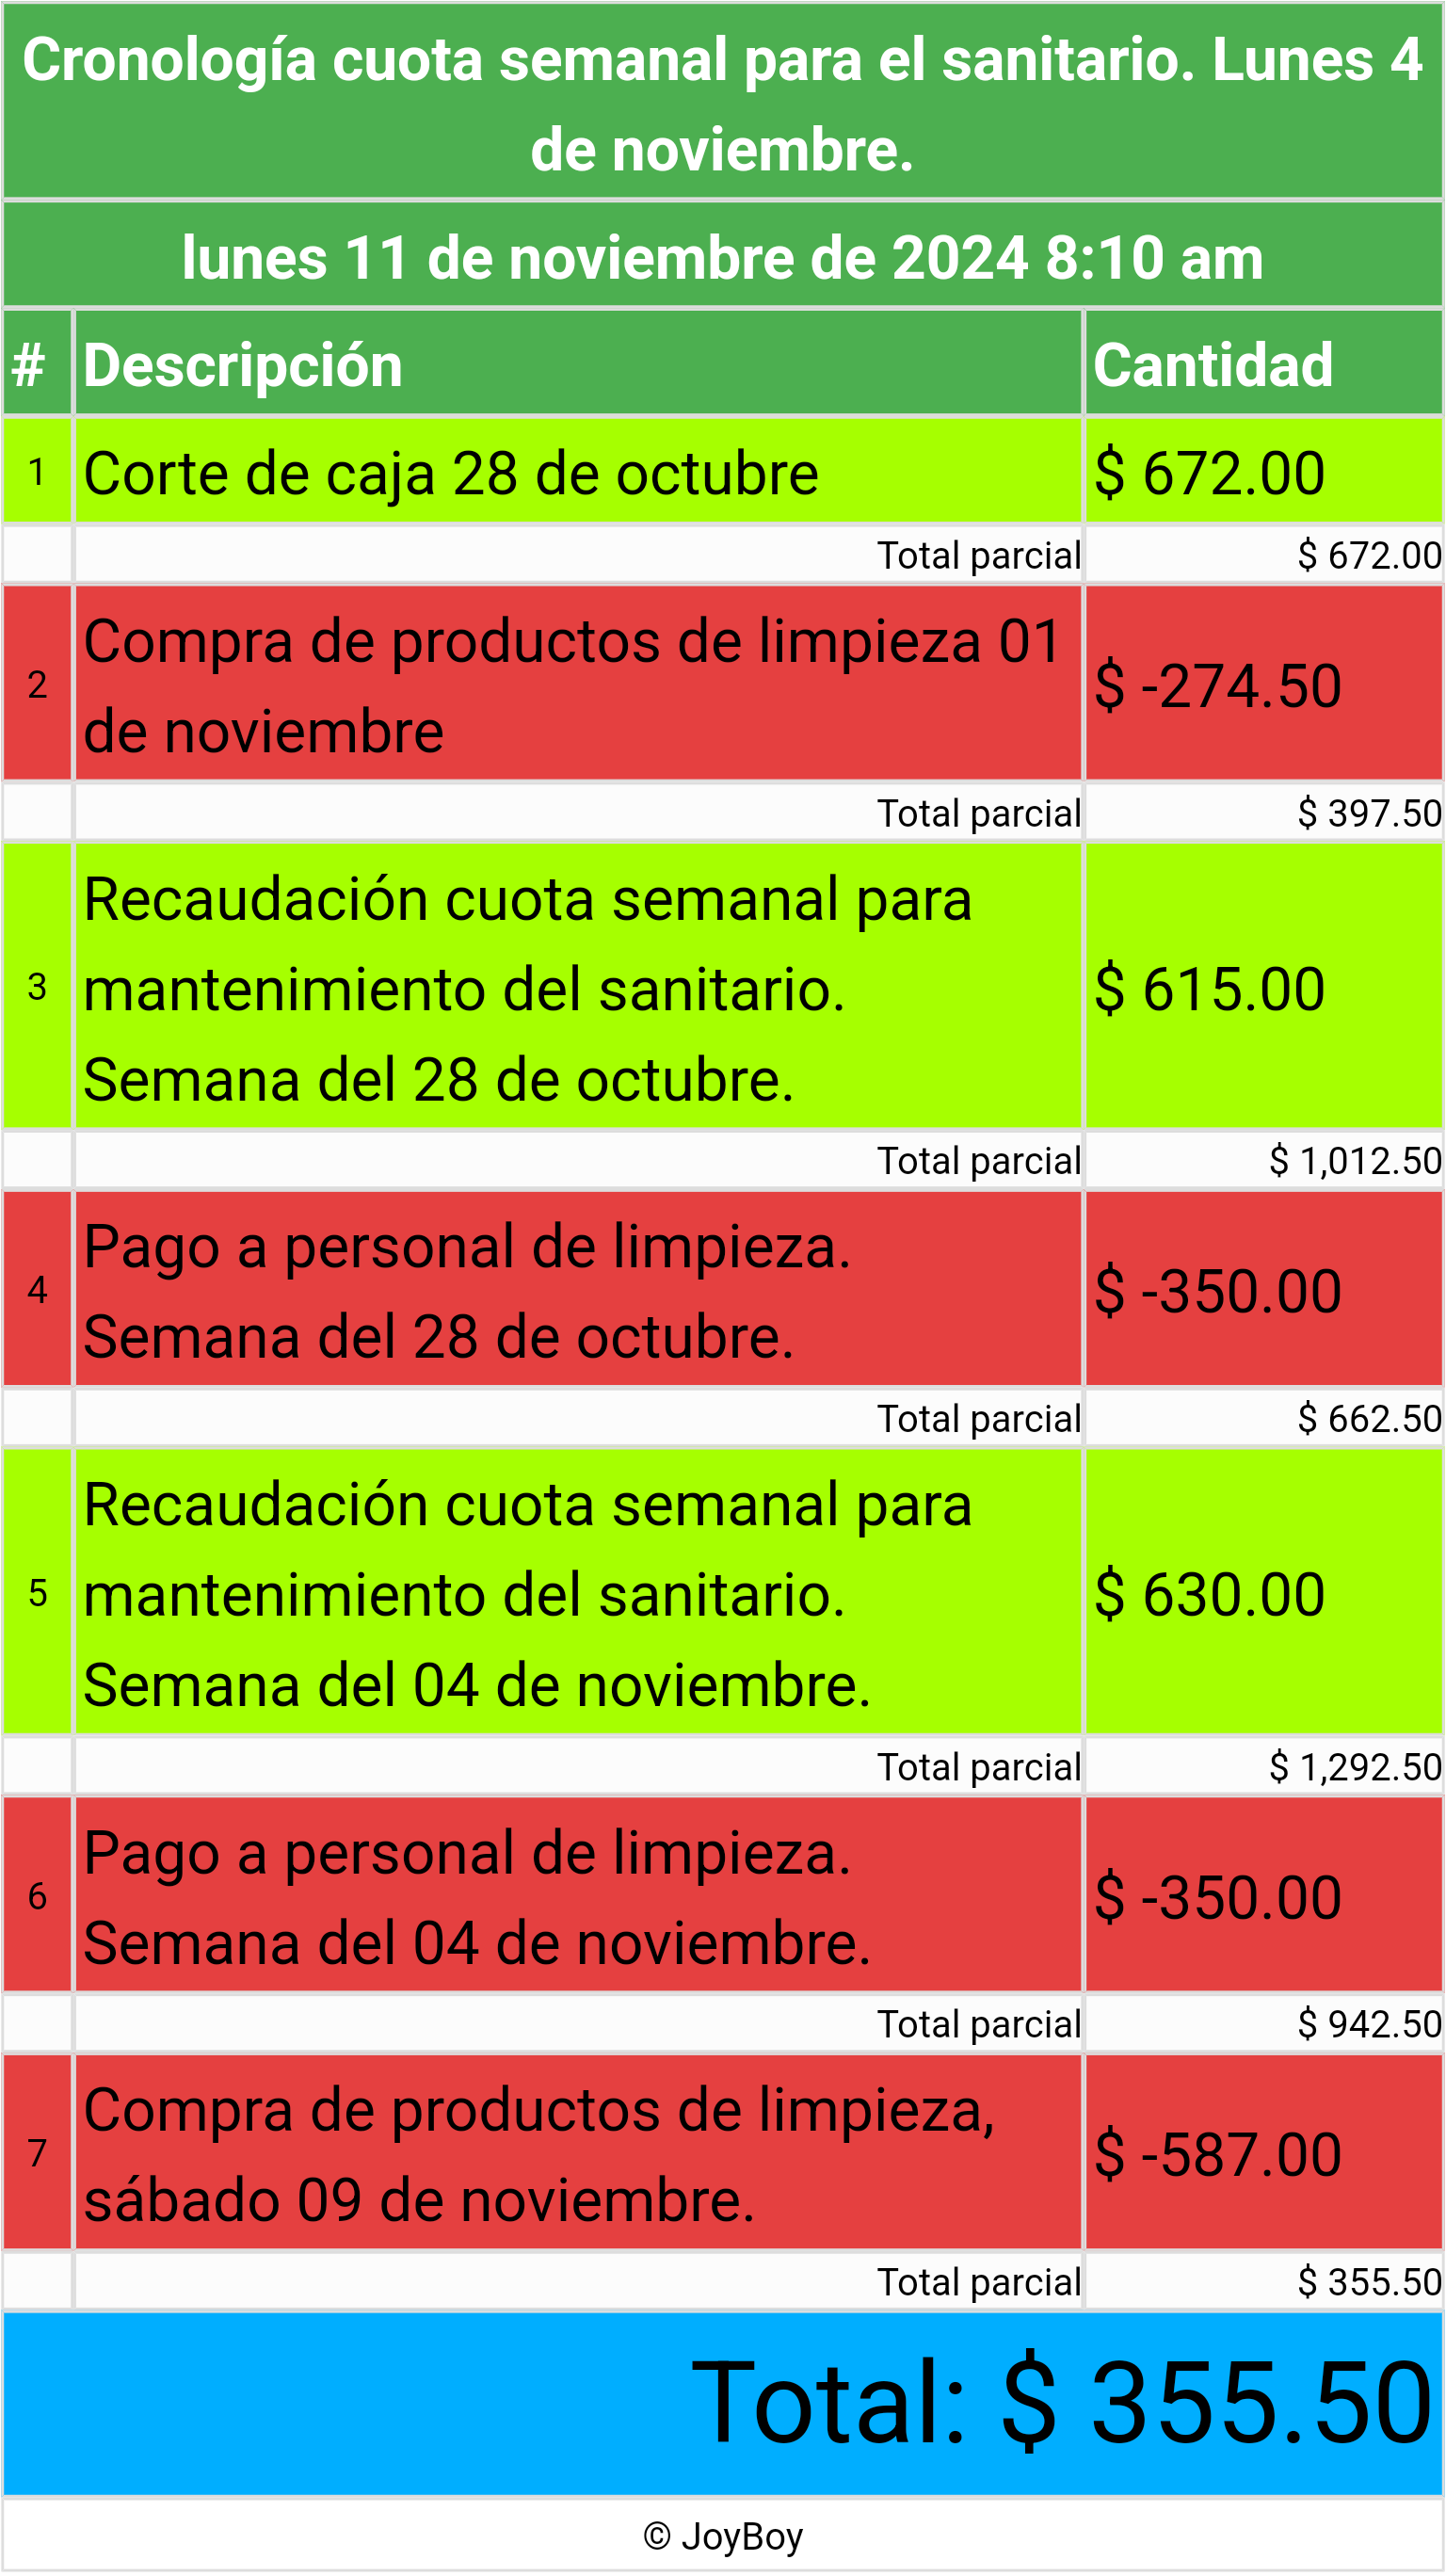 Cronología cuota semanal para el sanitario. Lunes 4
de noviembre.
lunes 11 de noviembre de 2024 8:10 am
# Descripción Cantidad
1 Corte de caja 28 de octubre $ 672.00
Total parcial $ 672.00
Compra de productos de limpieza 01
2 $ -274.50
de noviembre
Total parcial $ 397.50
Recaudación cuota semanal para
3 mantenimiento del sanitario. $ 615.00
Semana del 28 de octubre.
Total parcial $ 1,012.50
Pago a personal de limpieza.
4 $ -350.00
Semana del 28 de octubre.
Total parcial $ 662.50
Recaudación cuota semanal para
5 mantenimiento del sanitario. $ 630.00
Semana del 04 de noviembre.
Total parcial $ 1,292.50
Pago a personal de limpieza.
6 $ -350.00
Semana del 04 de noviembre.
Total parcial $ 942.50
Compra de productos de limpieza,
7 $ -587.00
sábado 09 de noviembre.
Total parcial $ 355.50
Total: $ 355.50
© JoyBoy